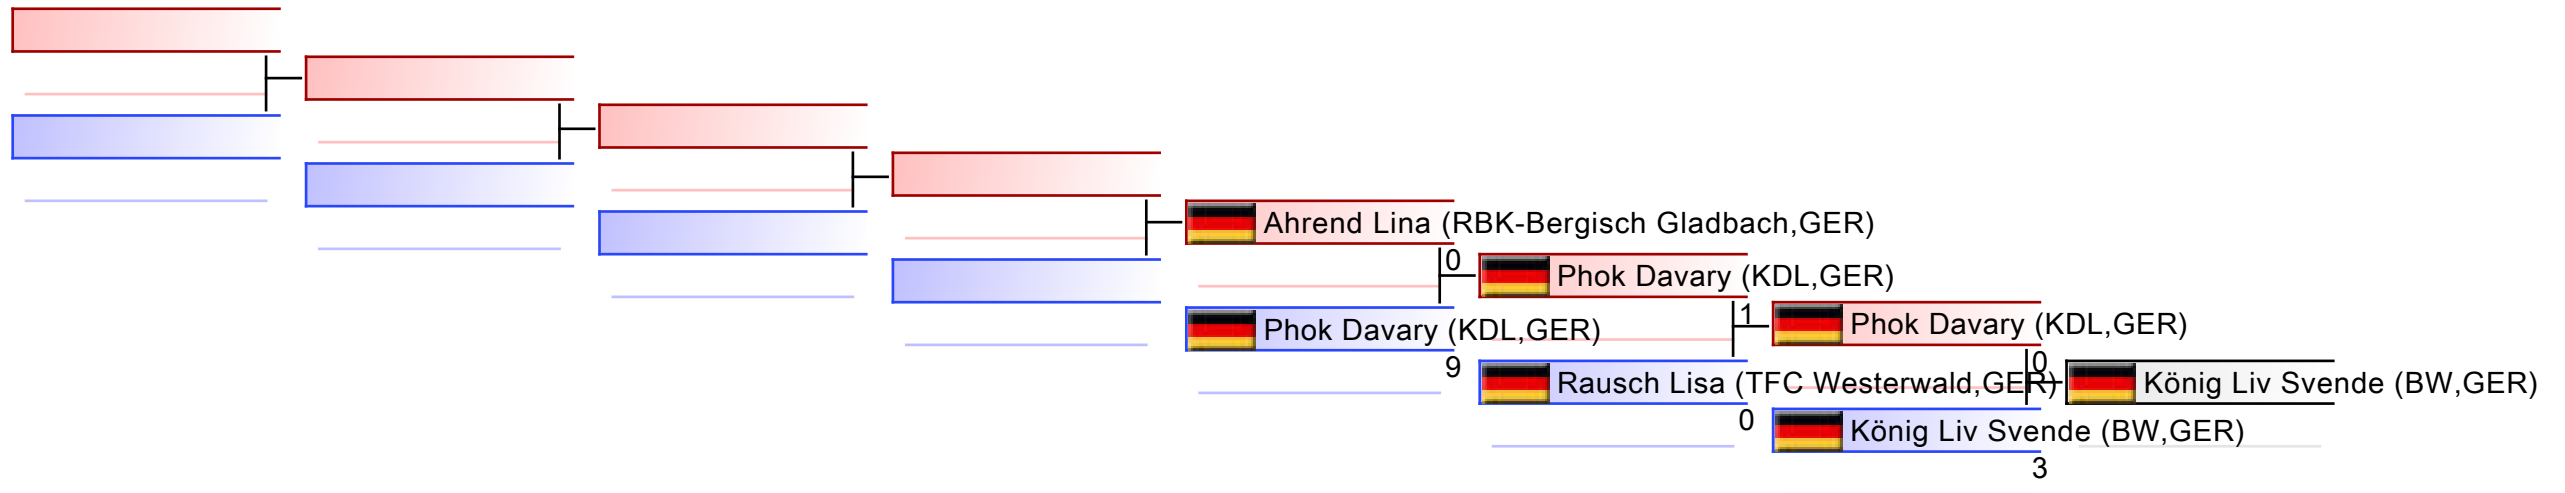 Ahrend Lina (RBK-Bergisch Gladbach,GER)
0
Phok Davary (KDL,GER)
9
Phok Davary (KDL,GER)
1
Rausch Lisa (TFC Westerwald,GER)
0
Phok Davary (KDL,GER)
0
König Liv Svende (BW,GER)
3
König Liv Svende (BW,GER)